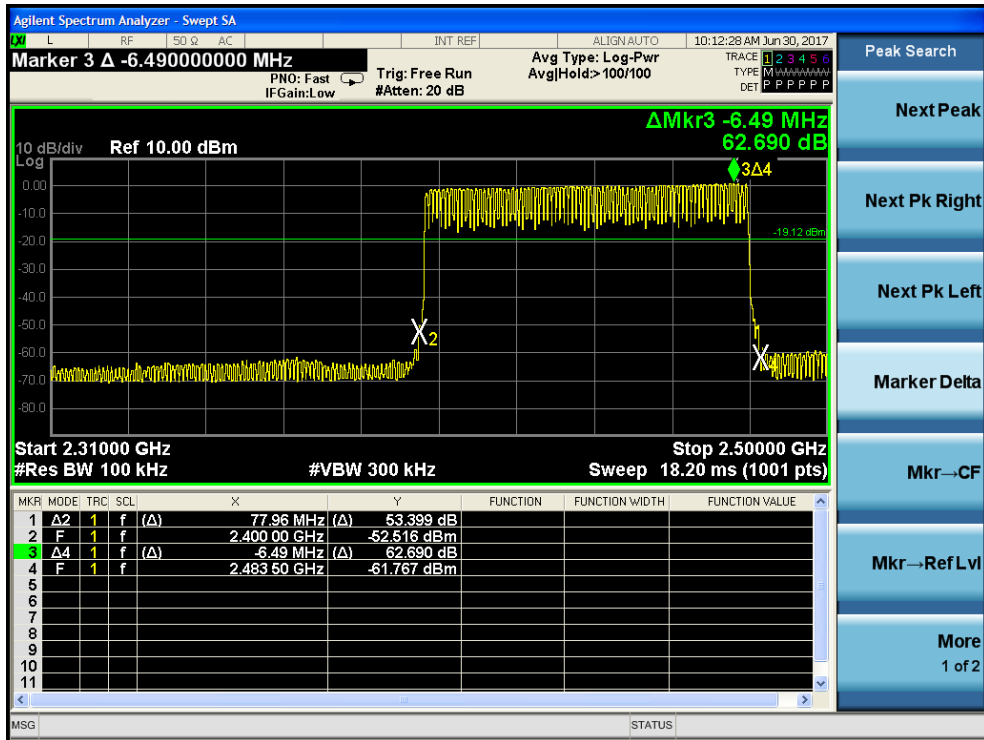 Agilent Spectrum Analyzer - Swept SA
LXI L RF 50 Ω AC INT REF ALIGN AUTO 10:12:28 AM Jun 30, 2017
Marker 3 Δ -6.490000000 MHz
PNO: Fast
IFGain:Low
Trig: Free Run
#Atten: 20 dB
Avg Type: Log-Pwr
Avg|Hold:>100/100
TRACE 1 2 3 4 5 6
TYPE M
DET P P P P P P
ΔMkr3 -6.49 MHz
62.690 dB
10 dB/div Ref 10.00 dBm
Log
3Δ4
0.00
-10.0
-19.12 dBm
-20.0
-30.0
-40.0
-50.0
2
-60.0
4
-70.0
-80.0
Start 2.31000 GHz Stop 2.50000 GHz
#Res BW 100 kHz #VBW 300 kHz Sweep 18.20 ms (1001 pts)
MKR MODE TRC SCL X Y FUNCTION FUNCTION WIDTH FUNCTION VALUE
1 Δ2 1 f (Δ) 77.96 MHz (Δ) 53.399 dB
2 F 1 f 2.400 00 GHz -52.516 dBm
3 Δ4 1 f (Δ) -6.49 MHz (Δ) 62.690 dB
4 F 1 f 2.483 50 GHz -61.767 dBm
5
6
7
8
9
10
11
MSG STATUS
Peak Search
Next Peak
Next Pk Right
Next Pk Left
Marker Delta
Mkr→CF
Mkr→Ref Lvl
More
1 of 2